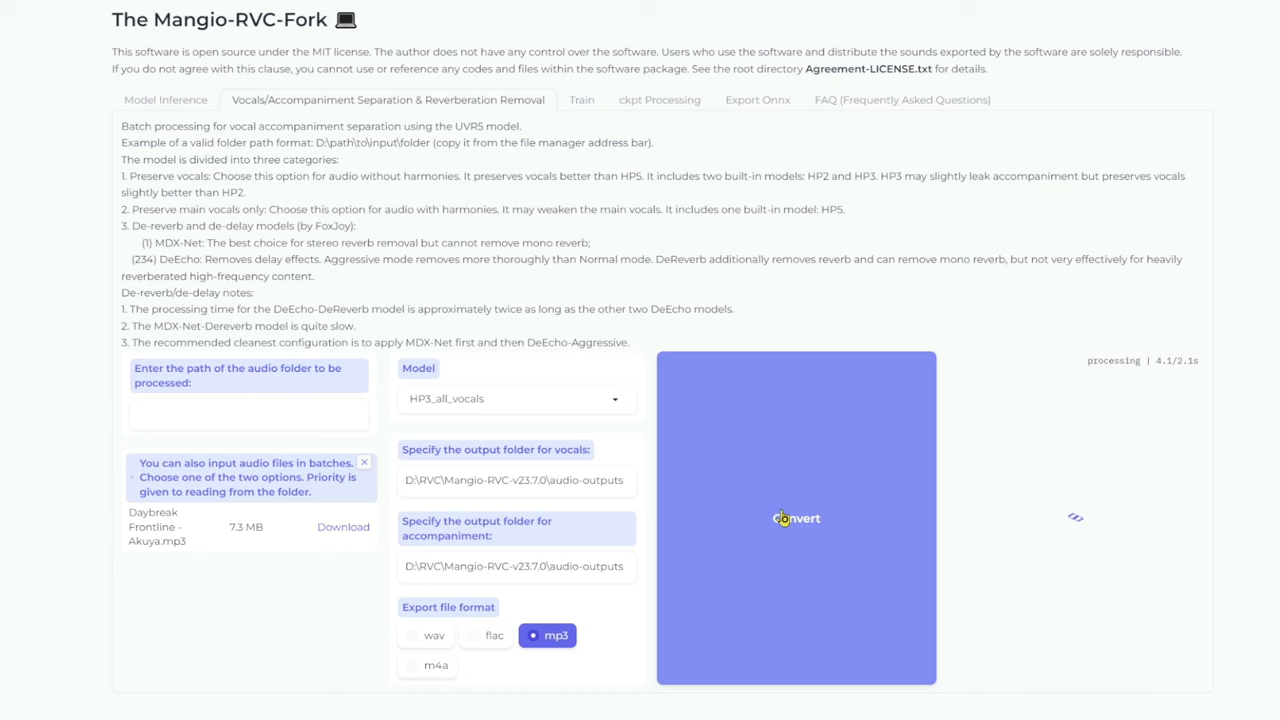 The Mangio-RVC-Fork 💻
This software is open source under the MIT license. The author does not have any control over the software. Users who use the software and distribute the sounds exported by the software are solely responsible.
If you do not agree with this clause, you cannot use or reference any codes and files within the software package. See the root directory Agreement-LICENSE.txt for details.
Model Inference
Vocals/Accompaniment Separation & Reverberation Removal
Train
ckpt Processing
Export Onnx
FAQ (Frequently Asked Questions)
Batch processing for vocal accompaniment separation using the UVR5 model.
Example of a valid folder path format: D:\path\to\input\folder (copy it from the file manager address bar).
The model is divided into three categories:
1. Preserve vocals: Choose this option for audio without harmonies. It preserves vocals better than HP5. It includes two built-in models: HP2 and HP3. HP3 may slightly leak accompaniment but preserves vocals
slightly better than HP2.
2. Preserve main vocals only: Choose this option for audio with harmonies. It may weaken the main vocals. It includes one built-in model: HP5.
3. De-reverb and de-delay models (by FoxJoy):
(1) MDX-Net: The best choice for stereo reverb removal but cannot remove mono reverb;
(234) DeEcho: Removes delay effects. Aggressive mode removes more thoroughly than Normal mode. DeReverb additionally removes reverb and can remove mono reverb, but not very effectively for heavily
reverberated high-frequency content.
De-reverb/de-delay notes:
1. The processing time for the DeEcho-DeReverb model is approximately twice as long as the other two DeEcho models.
2. The MDX-Net-Dereverb model is quite slow.
3. The recommended cleanest configuration is to apply MDX-Net first and then DeEcho-Aggressive.
Enter the path of the audio folder to be
processed:
You can also input audio files in batches.
Choose one of the two options. Priority is
given to reading from the folder.
Daybreak
Frontline -
Akuya.mp3
7.3 MB
Download
Model
HP3_all_vocals
Specify the output folder for vocals:
D:\RVC\Mangio-RVC-v23.7.0\audio-outputs
Specify the output folder for
accompaniment:
D:\RVC\Mangio-RVC-v23.7.0\audio-outputs
Export file format
wav
flac
mp3
m4a
Convert
processing | 4.1/2.1s